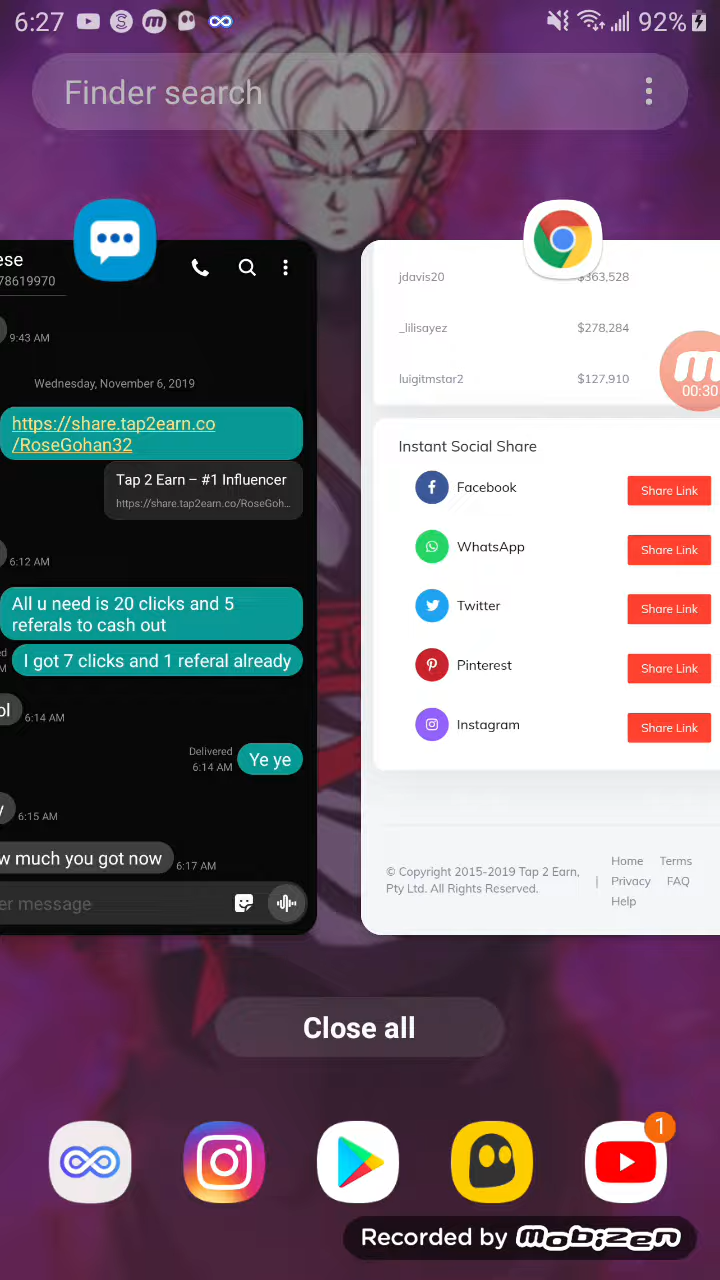 6:27
92%
Finder search
ese
78619970
9:43 AM
Wednesday, November 6, 2019
https://share.tap2earn.co
/RoseGohan32
Tap 2 Earn – #1 Influencer
https://share.tap2earn.co/RoseGoh...
6:12 AM
All u need is 20 clicks and 5
referals to cash out
I got 7 clicks and 1 referal already
ol
6:14 AM
Delivered
6:14 AM
Ye ye
y
6:15 AM
w much you got now
6:17 AM
er message
jdavis20 $363,528
_lilisayez $278,284
luigitmstar2 $127,910
00:30
Instant Social Share
Facebook Share Link
WhatsApp Share Link
Twitter Share Link
Pinterest Share Link
Instagram Share Link
© Copyright 2015-2019 Tap 2 Earn,
Pty Ltd. All Rights Reserved.
|
Home Terms
Privacy FAQ
Help
Close all
1
Recorded by mobizen